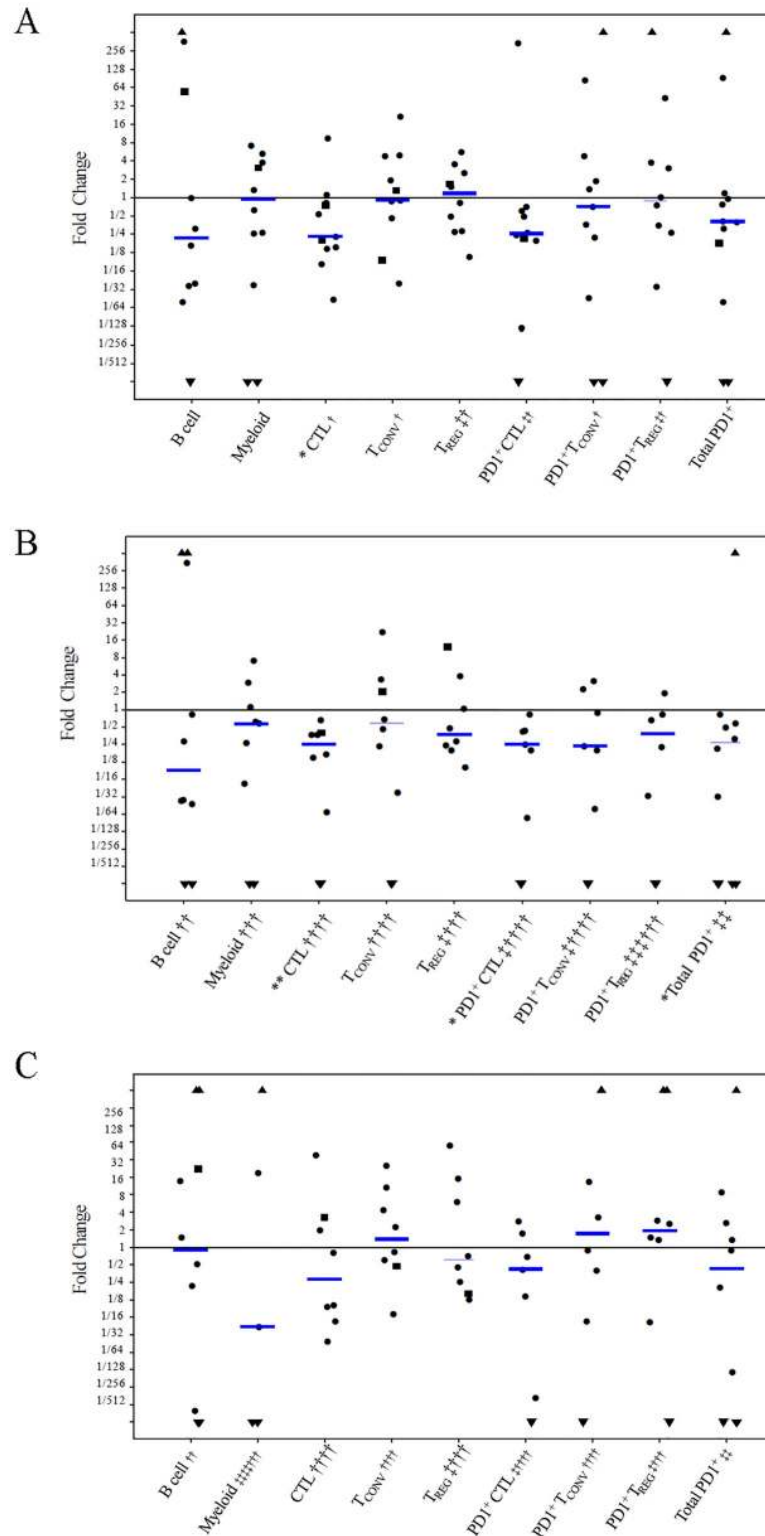 A
Fold Change
256
128
64
32
16
8
4
2
1
1/2
1/4
1/8
1/16
1/32
1/64
1/128
1/256
1/512
B cell
Myeloid
* CTL †
TCONV †
TREG ‡†
PD1+CTL ‡†
PD1+TCONV †
PD1+TREG ‡†
Total PD1+
B
Fold Change
256
128
64
32
16
8
4
2
1
1/2
1/4
1/8
1/16
1/32
1/64
1/128
1/256
1/512
B cell ††
Myeloid †††
** CTL ††††
TCONV ††††
TREG ‡†††
* PD1+ CTL
PD1+TCONV
PD1+TREG
*Total PD1+ ‡‡
C
Fold Change
256
128
64
32
16
8
4
2
1
1/2
1/4
1/8
1/16
1/32
1/64
1/128
1/256
1/512
B cell ††
Myeloid
CTL ††††
TCONV ††††
TREG ‡†††
PD1+ CTL
PD1+TCONV
PD1+TREG
Total PD1+ ‡‡